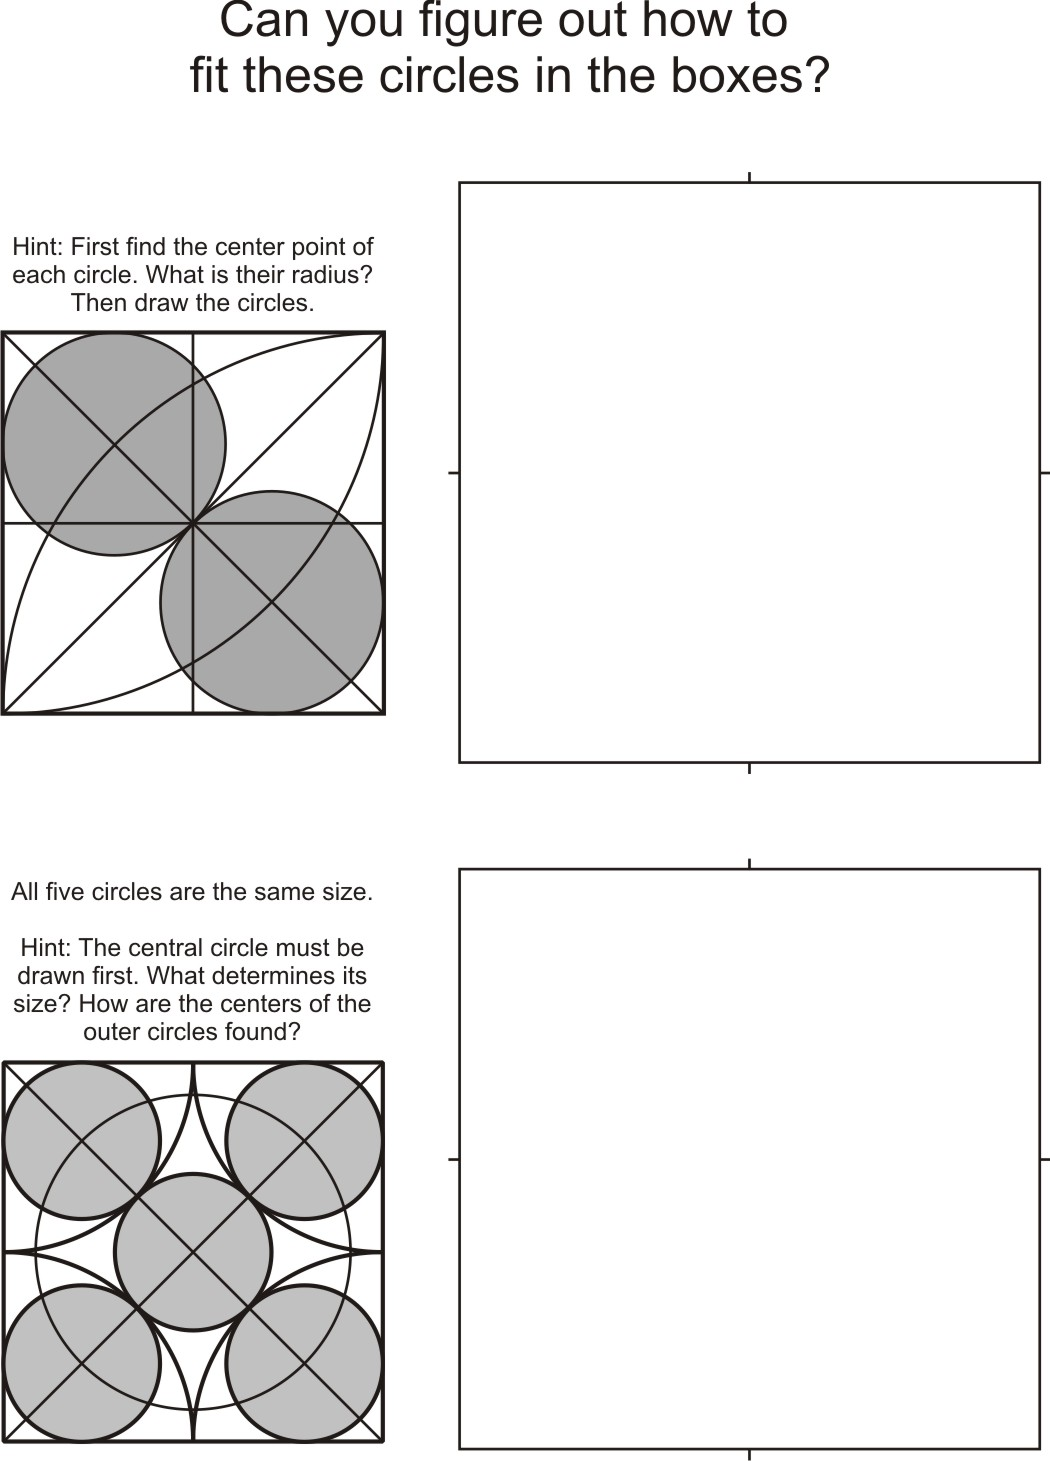 Can you figure out how to
fit these circles in the boxes?
Hint: First find the center point of
each circle. What is their radius?
Then draw the circles.
All five circles are the same size.
Hint: The central circle must be
drawn first. What determines its
size? How are the centers of the
outer circles found?